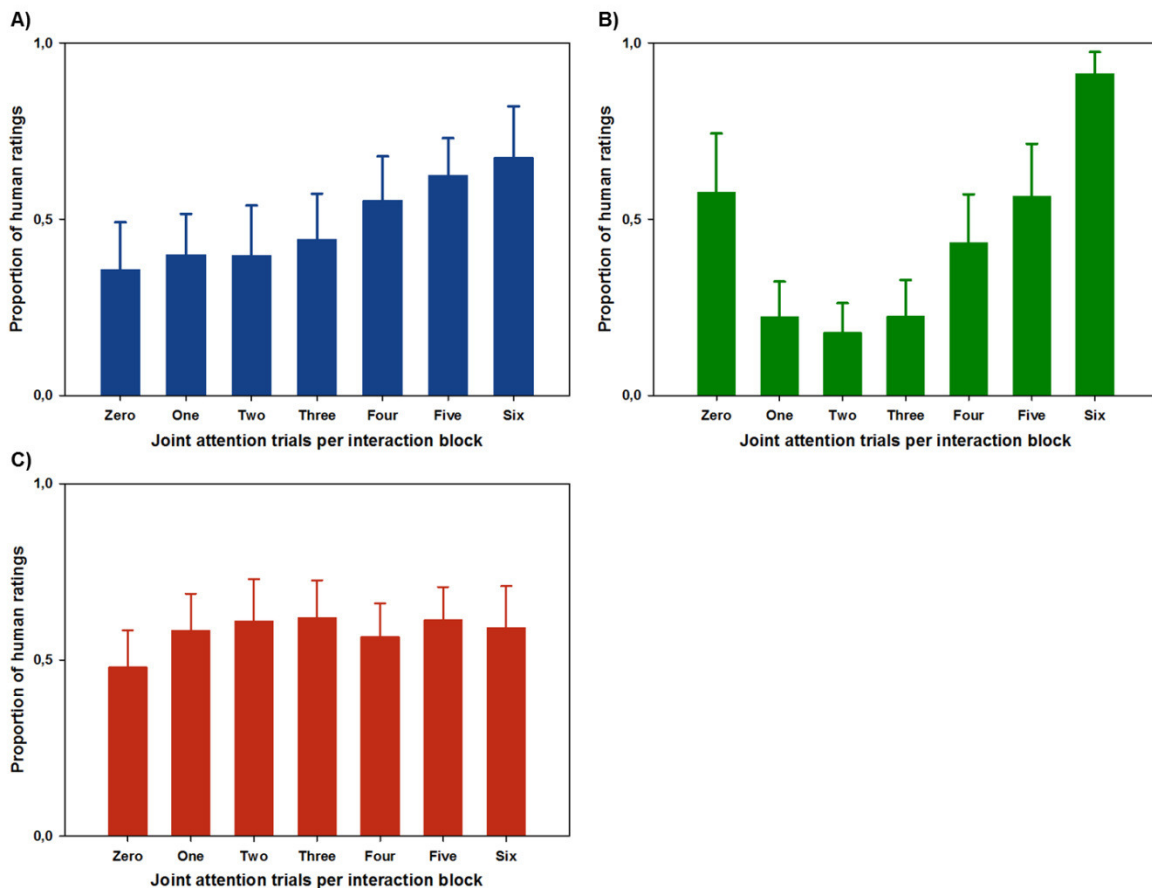 A)
Proportion of human ratings
1,0
0,5
0,0
Zero One Two Three Four Five Six
Joint attention trials per interaction block
B)
Proportion of human ratings
1,0
0,5
0,0
Zero One Two Three Four Five Six
Joint attention trials per interaction block
C)
Proportion of human ratings
1,0
0,5
0,0
Zero One Two Three Four Five Six
Joint attention trials per interaction block